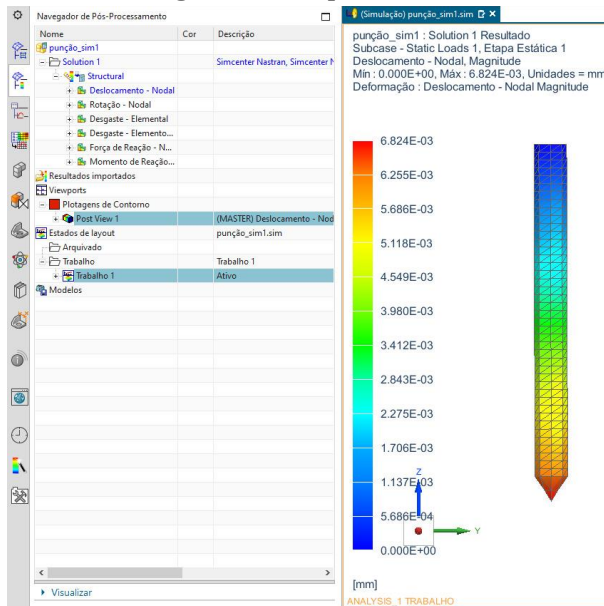 Navegador de Pós-Processamento
Nome Cor Descrição
punção_sim1
Solution 1 Simcenter Nastran, Simcenter N
Structural
Deslocamento - Nodal
Rotação - Nodal
Desgaste - Elemental
Desgaste - Elemento...
Força de Reação - N...
Momento de Reação...
Resultados importados
Viewports
Plotagens de Contorno
Post View 1 (MASTER) Deslocamento - Nod
Estados de layout punção_sim1.sim
Arquivado
Trabalho Trabalho 1
Trabalho 1 Ativo
Modelos
Visualizar
(Simulação) punção_sim1.sim
punção_sim1 : Solution 1 Resultado
Subcase - Static Loads 1, Etapa Estática 1
Deslocamento - Nodal, Magnitude
Mín : 0.000E+00, Máx : 6.824E-03, Unidades = mm
Deformação : Deslocamento - Nodal Magnitude
6.824E-03
6.255E-03
5.686E-03
5.118E-03
4.549E-03
3.980E-03
3.412E-03
2.843E-03
2.275E-03
1.706E-03
1.137E-03
5.686E-04
0.000E+00
Z
Y
[mm]
ANALYSIS_1 TRABALHO